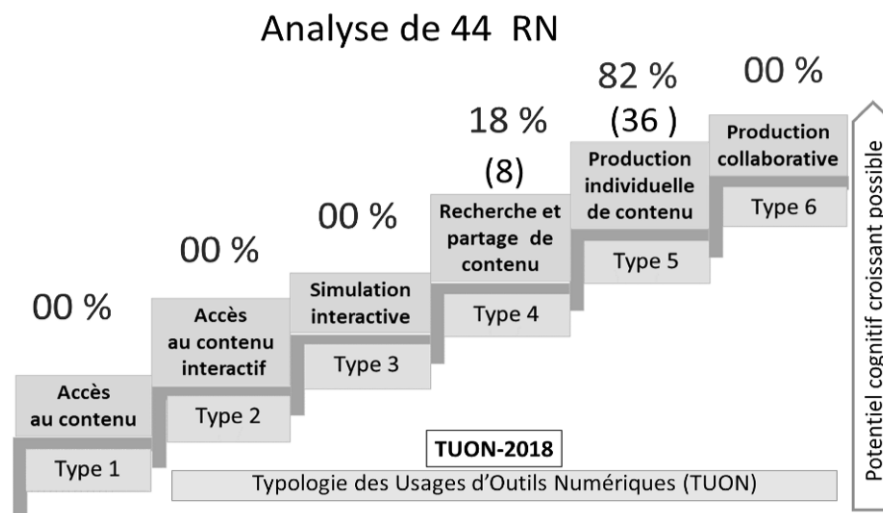 Analyse de 44 RN
00 %
Accès
au contenu
Type 1
00 %
Accès
au contenu
interactif
Type 2
00 %
Simulation
interactive
Type 3
18 %
(8)
Recherche et
partage de
contenu
Type 4
82 %
(36 )
Production
individuelle
de contenu
Type 5
00 %
Production
collaborative
Type 6
Potentiel cognitif croissant possible
TUON-2018
Typologie des Usages d'Outils Numériques (TUON)